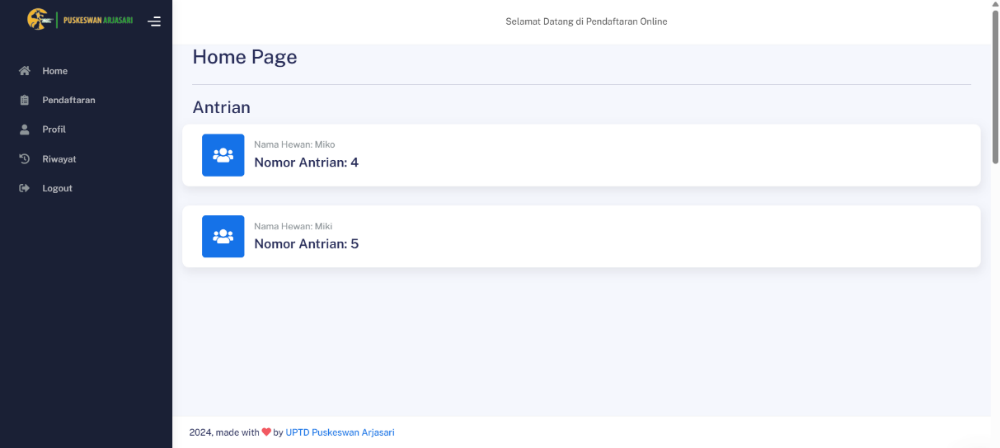 PUSKESWAN ARJASARI
Selamat Datang di Pendaftaran Online
Home
Pendaftaran
Profil
Riwayat
Logout
Home Page
Antrian
Nama Hewan: Miko
Nomor Antrian: 4
Nama Hewan: Miki
Nomor Antrian: 5
2024, made with ❤ by UPTD Puskeswan Arjasari